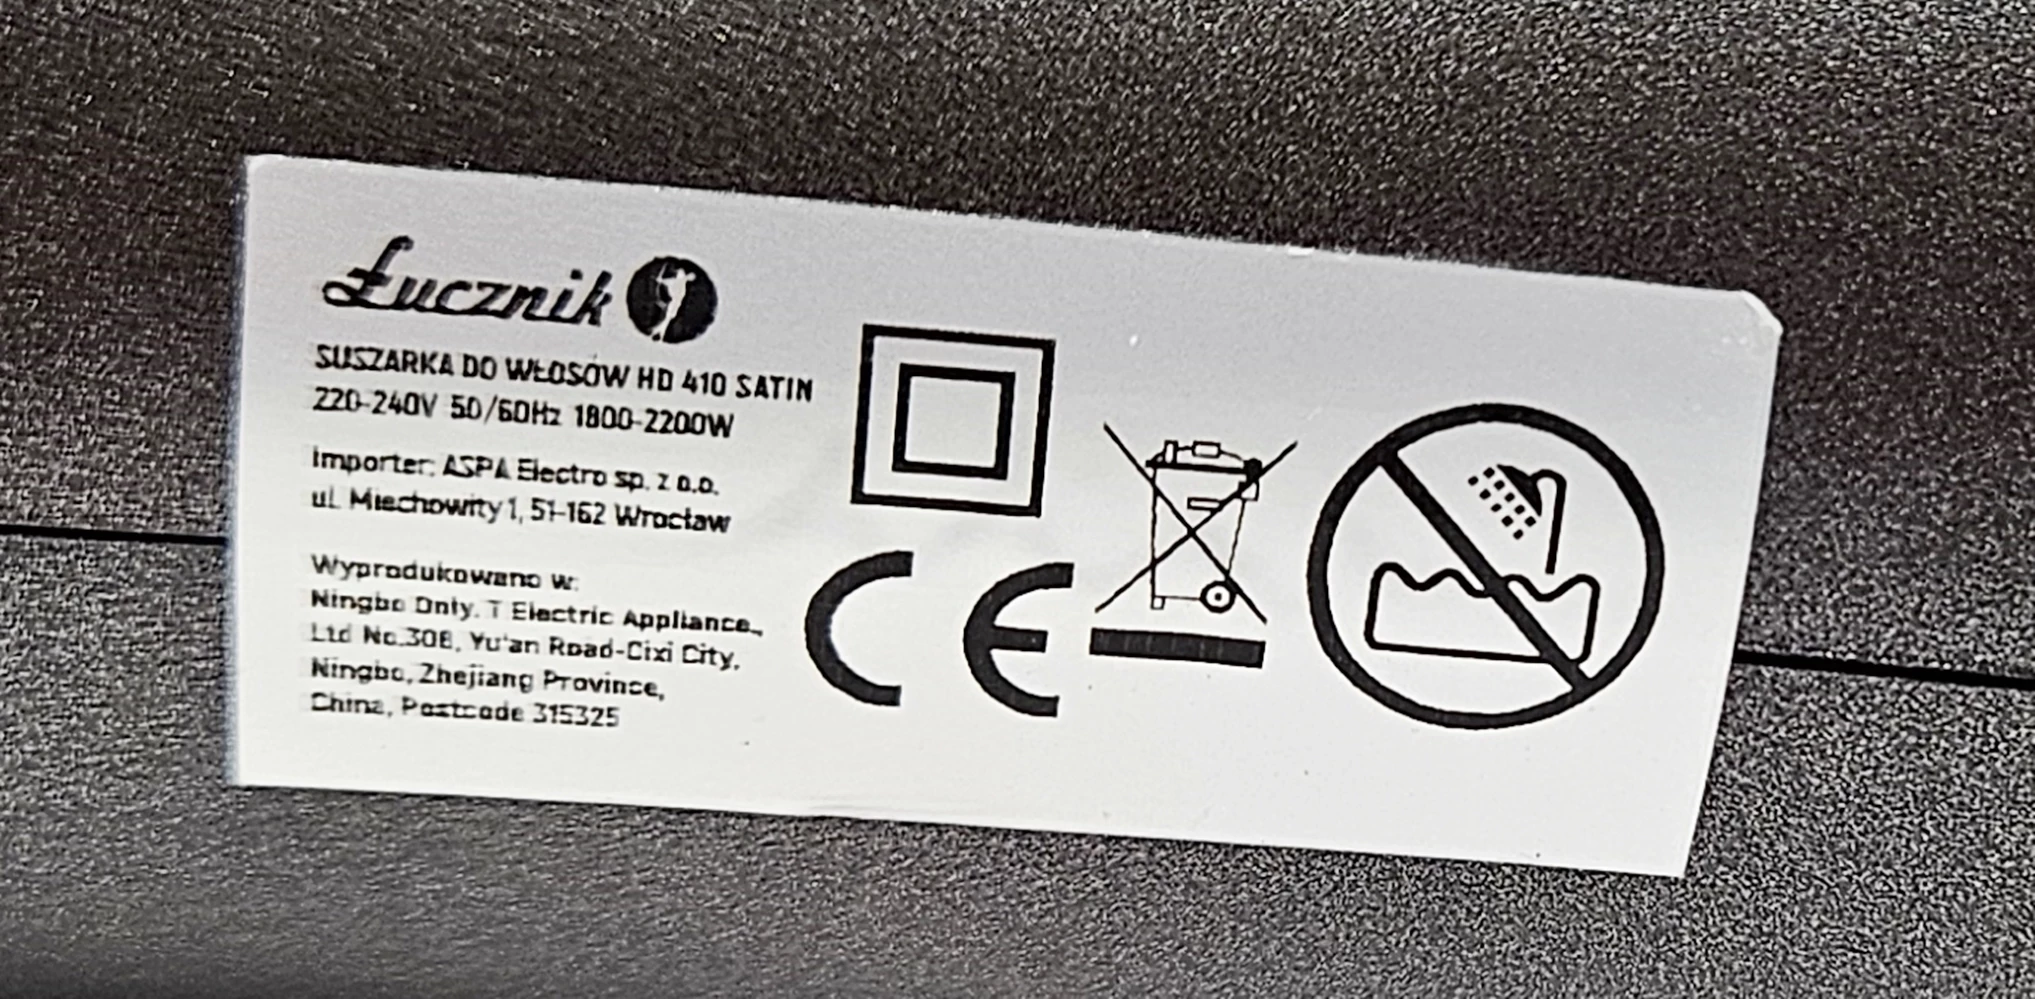 Łucznik
SUSZARKA DO WŁOSÓW HD 410 SATIN
220-240V 50/60Hz 1800-2200W
Importer: ASPA Electro sp. z o.o.
ul. Miechowity 1, 51-162 Wrocław
Wyprodukowano w:
Ningbo Only. T Electric Appliance.,
Ltd No.308, Yu'an Road-Cixi City,
Ningbo, Zhejiang Province,
China, Postcode 315325
CE